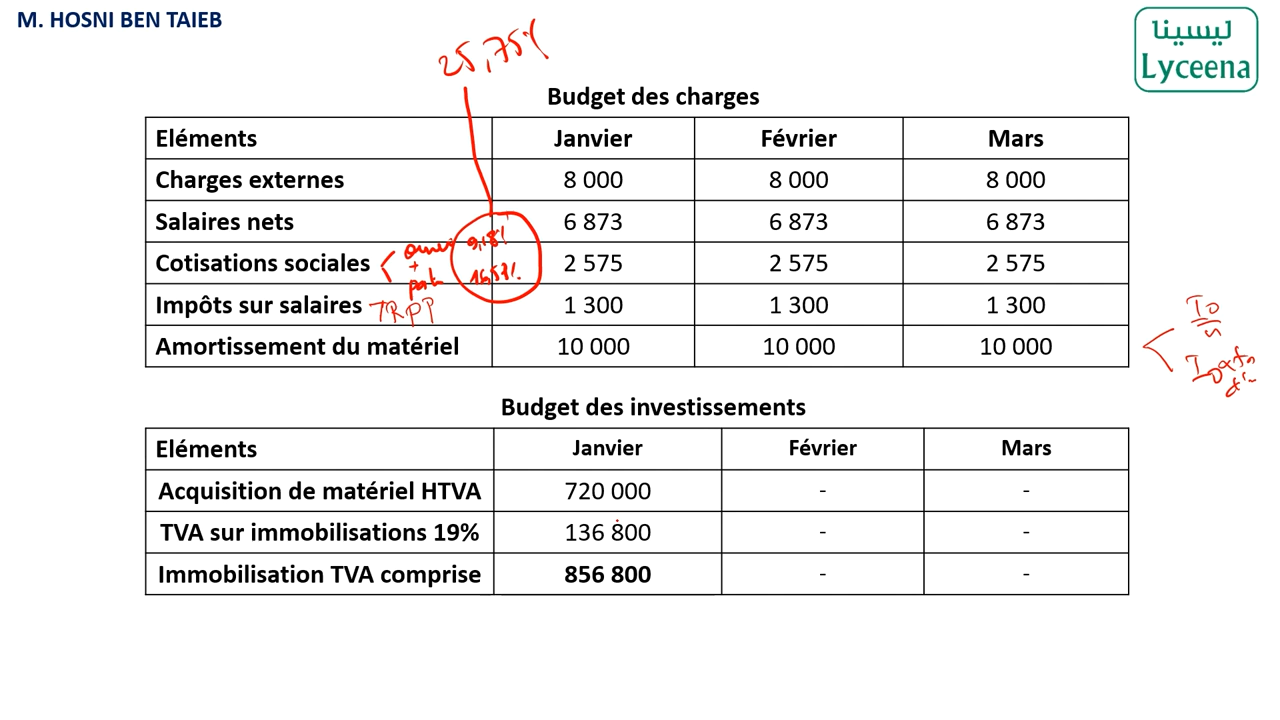 M. HOSNI BEN TAIEB
ليسينا
Lyceena
25,75%
Budget des charges
Eléments Janvier Février Mars
Charges externes 8 000 8 000 8 000
Salaires nets 6 873 6 873 6 873
9,18%
Cotisations sociales + 2 575 2 575 2 575
16,57%
Impôts sur salaires 1 300 1 300 1 300
Amortissement du matériel 10 000 10 000 10 000
Budget des investissements
Eléments Janvier Février Mars
Acquisition de matériel HTVA 720 000 - -
TVA sur immobilisations 19% 136 800 - -
Immobilisation TVA comprise 856 800 - -